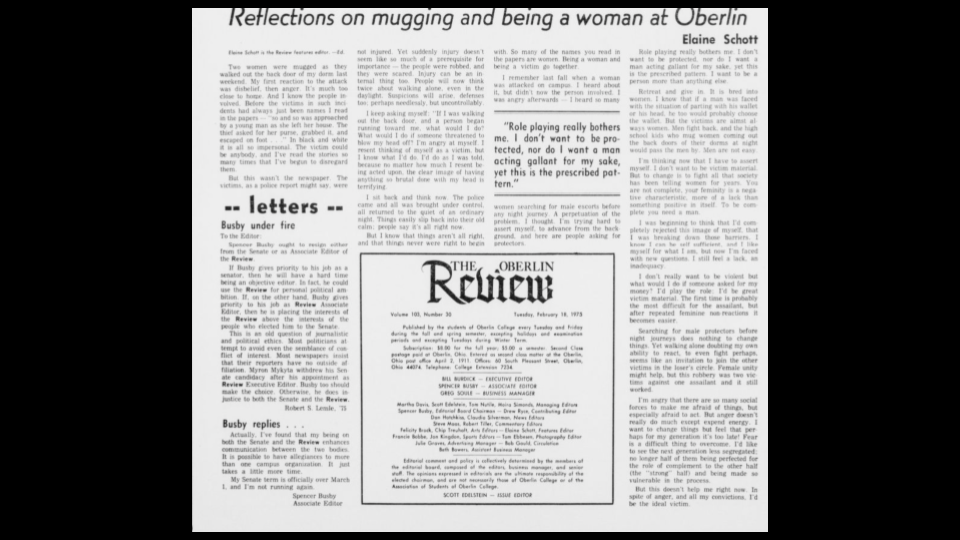 Reflections on mugging and being a woman at Oberlin
Elaine Schott
Elaine Schott is the Review features editor. —Ed.
Two women were mugged as they
walked out the back door of my dorm last
weekend. My first reaction to the attack
was disbelief, then anger. It's much too
close to home. And I know the people in-
volved. Before the victims in such inci-
dents had always just been names I read
in the papers — "so and so was approached
by a young man as she left her house. The
thief asked for her purse, grabbed it, and
escaped on foot . . ." In black and white
it is all so impersonal. The victim could
be anybody, and I've read the stories so
many times that I've begun to disregard
them.
But this wasn't the newspaper. The
victims, as a police report might say, were
not injured. Yet suddenly injury doesn't
seem like so much of a prerequisite for
importance — the people were robbed, and
they were scared. Injury can be an in-
ternal thing too. People will now think
twice about walking alone, even in the
daylight. Suspicions will arise, defenses
too; perhaps needlessly, but uncontrollably.
I keep asking myself: "If I was walking
out the back door, and a person began
running toward me, what would I do?
What would I do if someone threatened to
blow my head off? I'm angry at myself. I
resent thinking of myself as a victim, but
I know what I'd do. I'd do as I was told,
because no matter how much I resent be-
ing acted upon, the clear image of having
anything so brutal done with my head is
terrifying.
I sit back and think now. The police
came and all was brought under control,
all returned to the quiet of an ordinary
night. Things easily slip back into their old
calm; people say it's all right now.
But I know that things aren't all right,
and that things never were right to begin
with. So many of the names you read in
the papers are women. Being a woman and
being a victim go together.
I remember last fall when a woman
was attacked on campus. I heard about
it, but didn't know the person involved. I
was angry afterwards — I heard so many
"Role playing really bothers
me. I don't want to be pro-
tected, nor do I want a man
acting gallant for my sake,
yet this is the prescribed pat-
tern."
women searching for male escorts before
any night journey. A perpetuation of the
problem, I thought. I'm trying hard to
assert myself, to advance from the back-
ground, and here are people asking for
protectors.
Role playing really bothers me. I don't
want to be protected, nor do I want a
man acting gallant for my sake, yet this
is the prescribed pattern. I want to be a
person more than anything else.
Retreat and give in. It is bred into
women. I know that if a man was faced
with the situation of parting with his wallet
or his head, he too would probably choose
the wallet. But the victims are almost al-
ways women. Men fight back, and the high
school kids who mug women coming out
the back doors of their dorms at night
would pass the men by. Men are not easy.
I'm thinking now that I have to assert
myself. I don't want to be victim material.
But to change is to fight all that society
has been telling women for years. You
are not complete, your feminity is a nega-
tive characteristic, more of a lack than
something positive in itself. To be com-
plete you need a man.
I was beginning to think that I'd com-
pletely rejected this image of myself, that
I was breaking down those barriers. I
know I can be self sufficient, and I like
myself for what I am, but now I'm faced
with new questions. I still feel a lack, an
inadequacy.
I don't really want to be violent but
what would I do if someone asked for my
money? I'd play the role. I'd be great
victim material. The first time is probably
the most difficult for the assailant, but
after repeated feminine non-reactions it
becomes easier.
Searching for male protectors before
night journeys does nothing to change
things. Yet walking alone doubting my own
ability to react, to even fight perhaps,
seems an invitation to join the other
victims in the loser's circle. Female unity
might help, but this robbery was two vic-
tims against one assailant and it still
worked.
I'm angry that there are so many social
forces to make me afraid of things, but
especially afraid to act. But anger doesn't
really do much except expend energy. I
want to change things but feel that per-
haps for my generation it's too late! Fear
is a difficult thing to overcome. I'd like
to see the next generation less segregated;
no longer half of them being perfected for
the role of complement to the other half
(the "strong" half) and being made as
vulnerable in the process.
But this doesn't help me right now. In
spite of anger, and all my convictions, I'd
be the ideal victim.
-- letters --
Busby under fire
To the Editor:
Spencer Busby ought to resign either
from the Senate or as Associate Editor of
the Review.
If Busby gives priority to his job as a
senator, then he will have a hard time
being an objective editor. In fact, he could
use the Review for personal political am-
bition. If, on the other hand, Busby gives
priority to his job as Review Associate
Editor, then he is placing the interests of
the Review above the interests of the
people who elected him to the Senate.
This is an old question of journalistic
and political ethics. Most politicians at-
tempt to avoid even the semblance of con-
flict of interest. Most newspapers insist
that their reporters have no outside af-
filiation. Myron Mykyta withdrew his Sen-
ate candidacy after his appointment as
Review Executive Editor. Busby too should
make the choice. Otherwise, he does in-
justice to both the Senate and the Review.
Robert S. Lemle, '75
Busby replies . . .
Actually, I've found that my being on
both the Senate and the Review enhances
communication between the two bodies.
It is possible to have allegiances to more
than one campus organization. It just
takes a little more time.
My Senate term is officially over March
1, and I'm not running again.
Spencer Busby
Associate Editor
THE OBERLIN
Review
Volume 103, Number 30 Tuesday, February 18, 1975
Published by the students of Oberlin College every Tuesday and Friday
during the fall and spring semester, excepting holidays and examination
periods and excepting Tuesdays during Winter Term.
Subscription: $8.00 for the full year, $5.00 a semester. Second Class
postage paid at Oberlin, Ohio. Entered as second class matter at the Oberlin,
Ohio post office April 2, 1911. Offices: 60 South Pleasant Street, Oberlin,
Ohio 44074. Telephone: College Extension 7234.
BILL BURDICK — EXECUTIVE EDITOR
SPENCER BUSBY — ASSOCIATE EDITOR
GREG SOULE — BUSINESS MANAGER
Martha Davis, Scott Edelstein, Tom Nutile, Moira Simonds, Managing Editors
Spencer Busby, Editorial Board Chairman — Drew Ryce, Contributing Editor
Dan Hatshkia, Claudia Silverman, News Editors
Steve Maas, Robert Tiller, Commentary Editors
Felicity Brock, Chip Treuhaft, Arts Editors — Elaine Schott, Features Editor
Francis Babbe, Jon Kingdon, Sports Editors — Tom Ehbmen, Photography Editor
Julie Graves, Advertising Manager — Bob Gould, Circulation
Beth Bowers, Assistant Business Manager
Editorial comment and policy is collectively determined by the members of
the editorial board, composed of the editors, business manager, and senior
staff. The opinions expressed in editorials are the ultimate responsibility of the
elected chairman, and are not necessarily those of Oberlin College or of the
Association of Students of Oberlin College.
SCOTT EDELSTEIN — ISSUE EDITOR